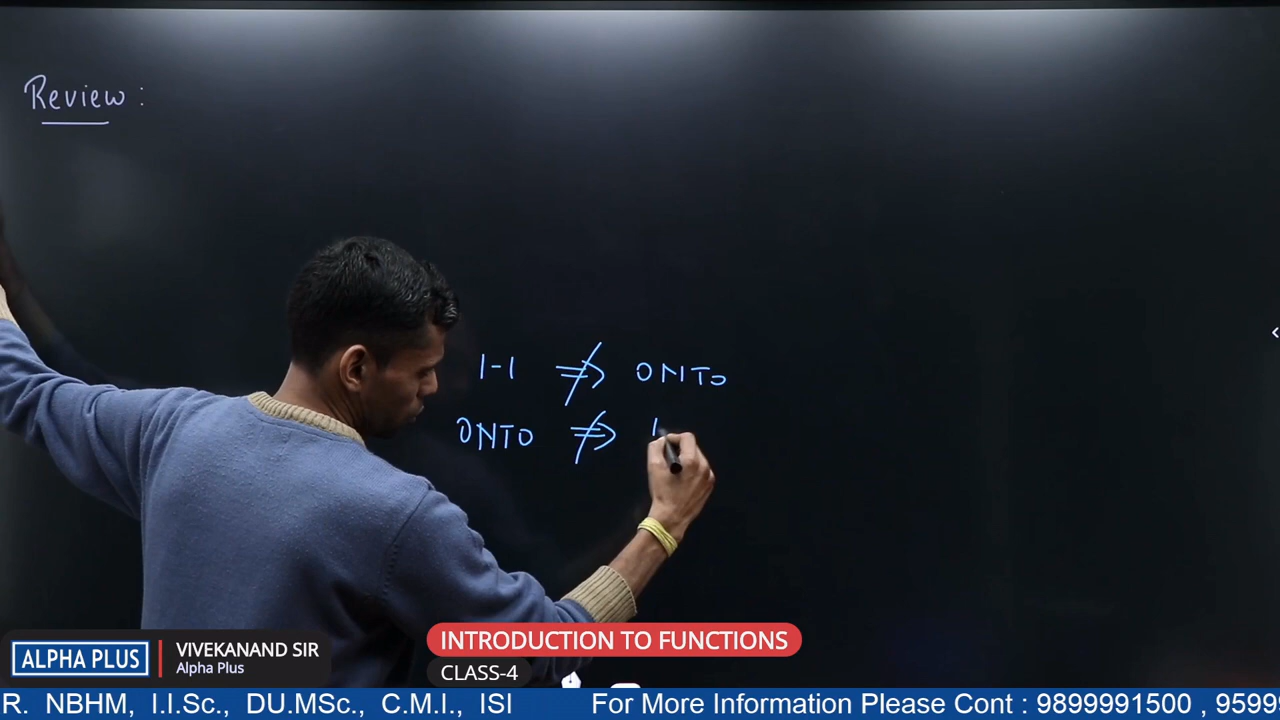 Review :
1-1 ⇏ ONTO
ONTO ⇏ 1
INTRODUCTION TO FUNCTIONS
ALPHA PLUS
VIVEKANAND SIR
Alpha Plus
CLASS-4
R. NBHM, I.I.Sc., DU.MSc., C.M.I., ISI For More Information Please Cont : 9899991500 , 9599